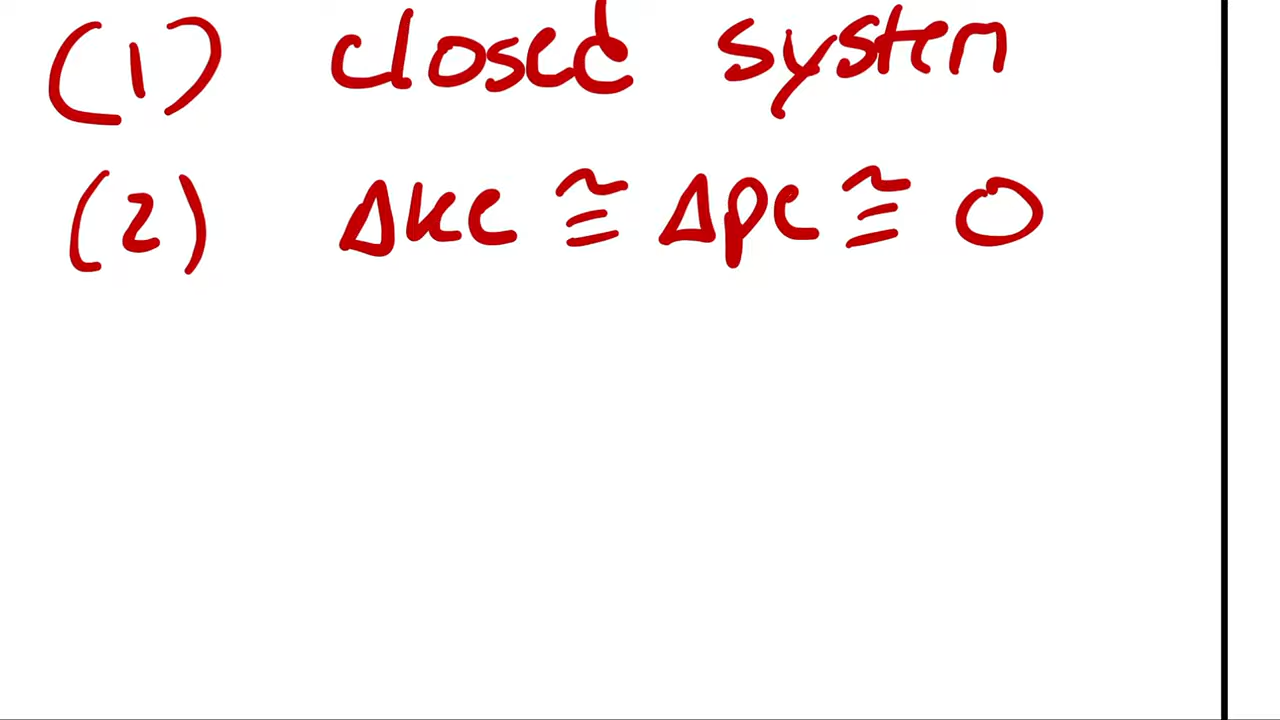 (1) closed system
(2) Δke ≅ Δpe ≅ 0